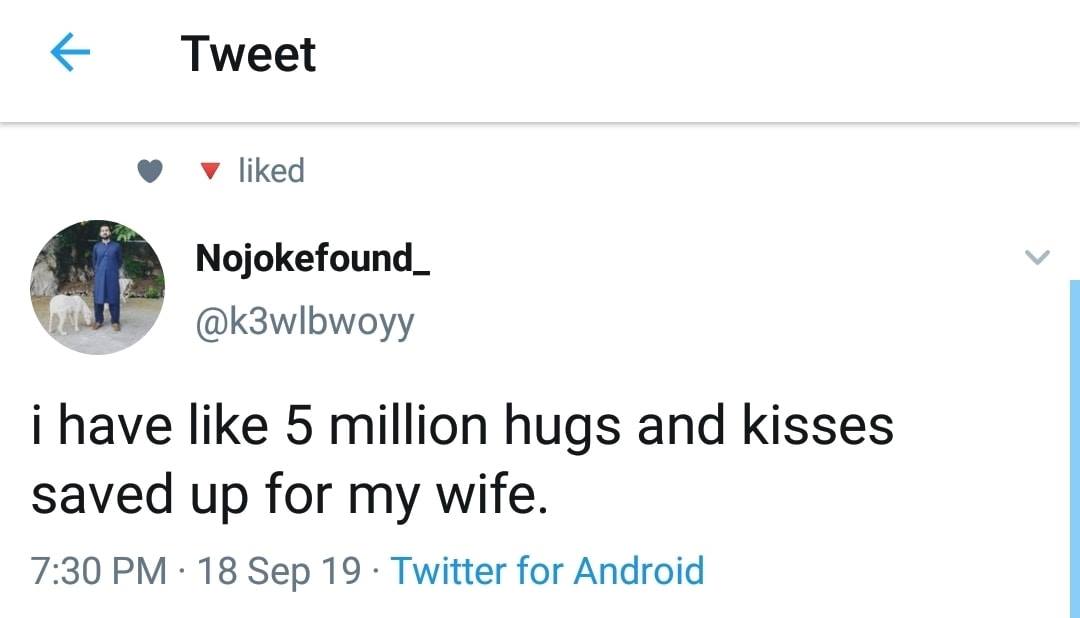 Tweet
liked
Nojokefound_
@k3wlbwoyy
i have like 5 million hugs and kisses
saved up for my wife.
7:30 PM · 18 Sep 19 · Twitter for Android